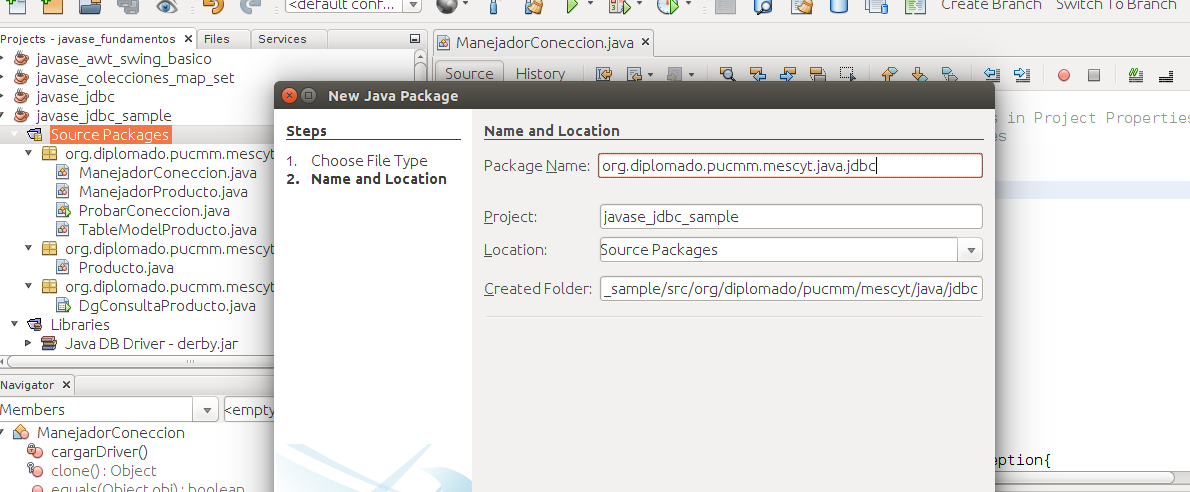 <default conf...
Create Branch
Switch To Branch
Projects - javase_fundamentos
Files
Services
ManejadorConeccion.java
javase_awt_swing_basico
javase_colecciones_map_set
javase_jdbc
javase_jdbc_sample
Source Packages
org.diplomado.pucmm.mescyt
ManejadorConeccion.java
ManejadorProducto.java
ProbarConeccion.java
TableModelProducto.java
org.diplomado.pucmm.mescyt
Producto.java
org.diplomado.pucmm.mescyt
DgConsultaProducto.java
Libraries
Java DB Driver - derby.jar
Navigator
Members
<empty
ManejadorConeccion
cargarDriver()
clone() : Object
equals(Object obj) : boolean
Source
History
s in Project Properties
es
eption{
New Java Package
Steps
1. Choose File Type
2. Name and Location
Name and Location
Package Name: org.diplomado.pucmm.mescyt.java.jdbc
Project: javase_jdbc_sample
Location: Source Packages
Created Folder: _sample/src/org/diplomado/pucmm/mescyt/java/jdbc